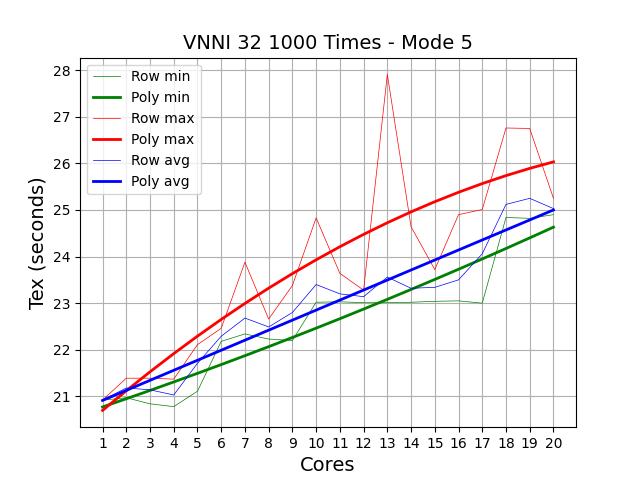 VNNI 32 1000 Times - Mode 5
Tex (seconds)
28
27
26
25
24
23
22
21
Row min
Poly min
Row max
Poly max
Row avg
Poly avg
1 2 3 4 5 6 7 8 9 10 11 12 13 14 15 16 17 18 19 20
Cores